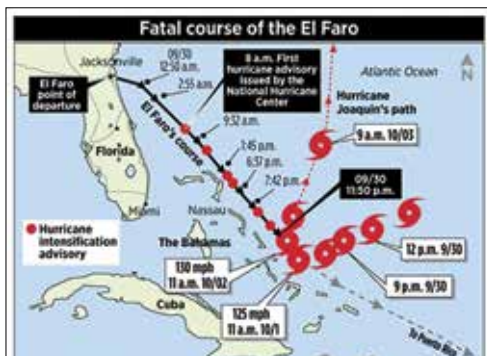 Fatal course of the El Faro
Jacksonville
09/30
12:50 a.m.
2:55 a.m.
8 a.m. First
hurricane advisory
issued by the
National Hurricane
Center
Atlantic Ocean
N
El Faro
point of
departure
El Faro's course
Hurricane
Joaquin's path
9:32 a.m.
9 a.m. 10/03
Florida
1:45 p.m.
6:37 p.m.
7:42 p.m.
09/30
11:50 p.m.
Miami
Nassau
Hurricane
intensification
advisory
The Bahamas
130 mph
11 a.m. 10/02
12 p.m. 9/30
9 p.m. 9/30
125 mph
11 a.m. 10/1
Cuba
To Puerto Rico